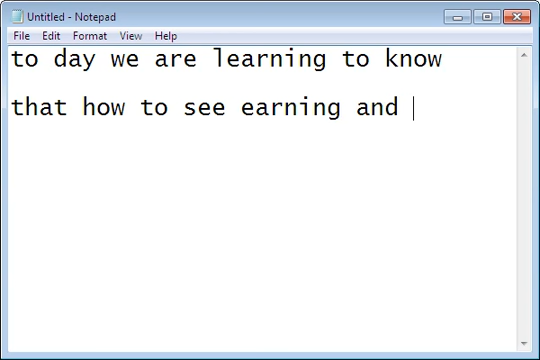 Untitled - Notepad
File Edit Format View Help
to day we are learning to know
that how to see earning and